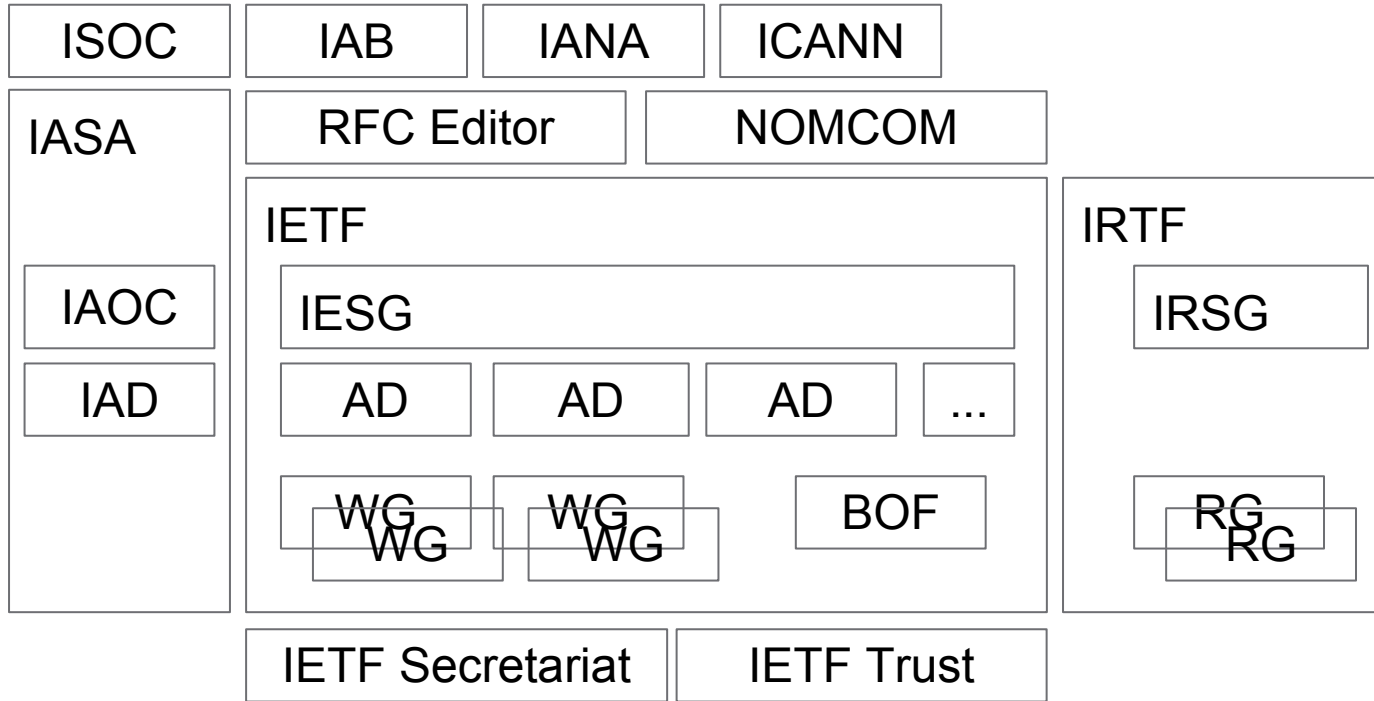 ISOC
IAB
IANA
ICANN
IASA
RFC Editor
NOMCOM
IETF
IRTF
IAOC
IESG
IRSG
IAD
AD
AD
AD
...
WG
WG
WG
WG
BOF
RG
RG
IETF Secretariat
IETF Trust